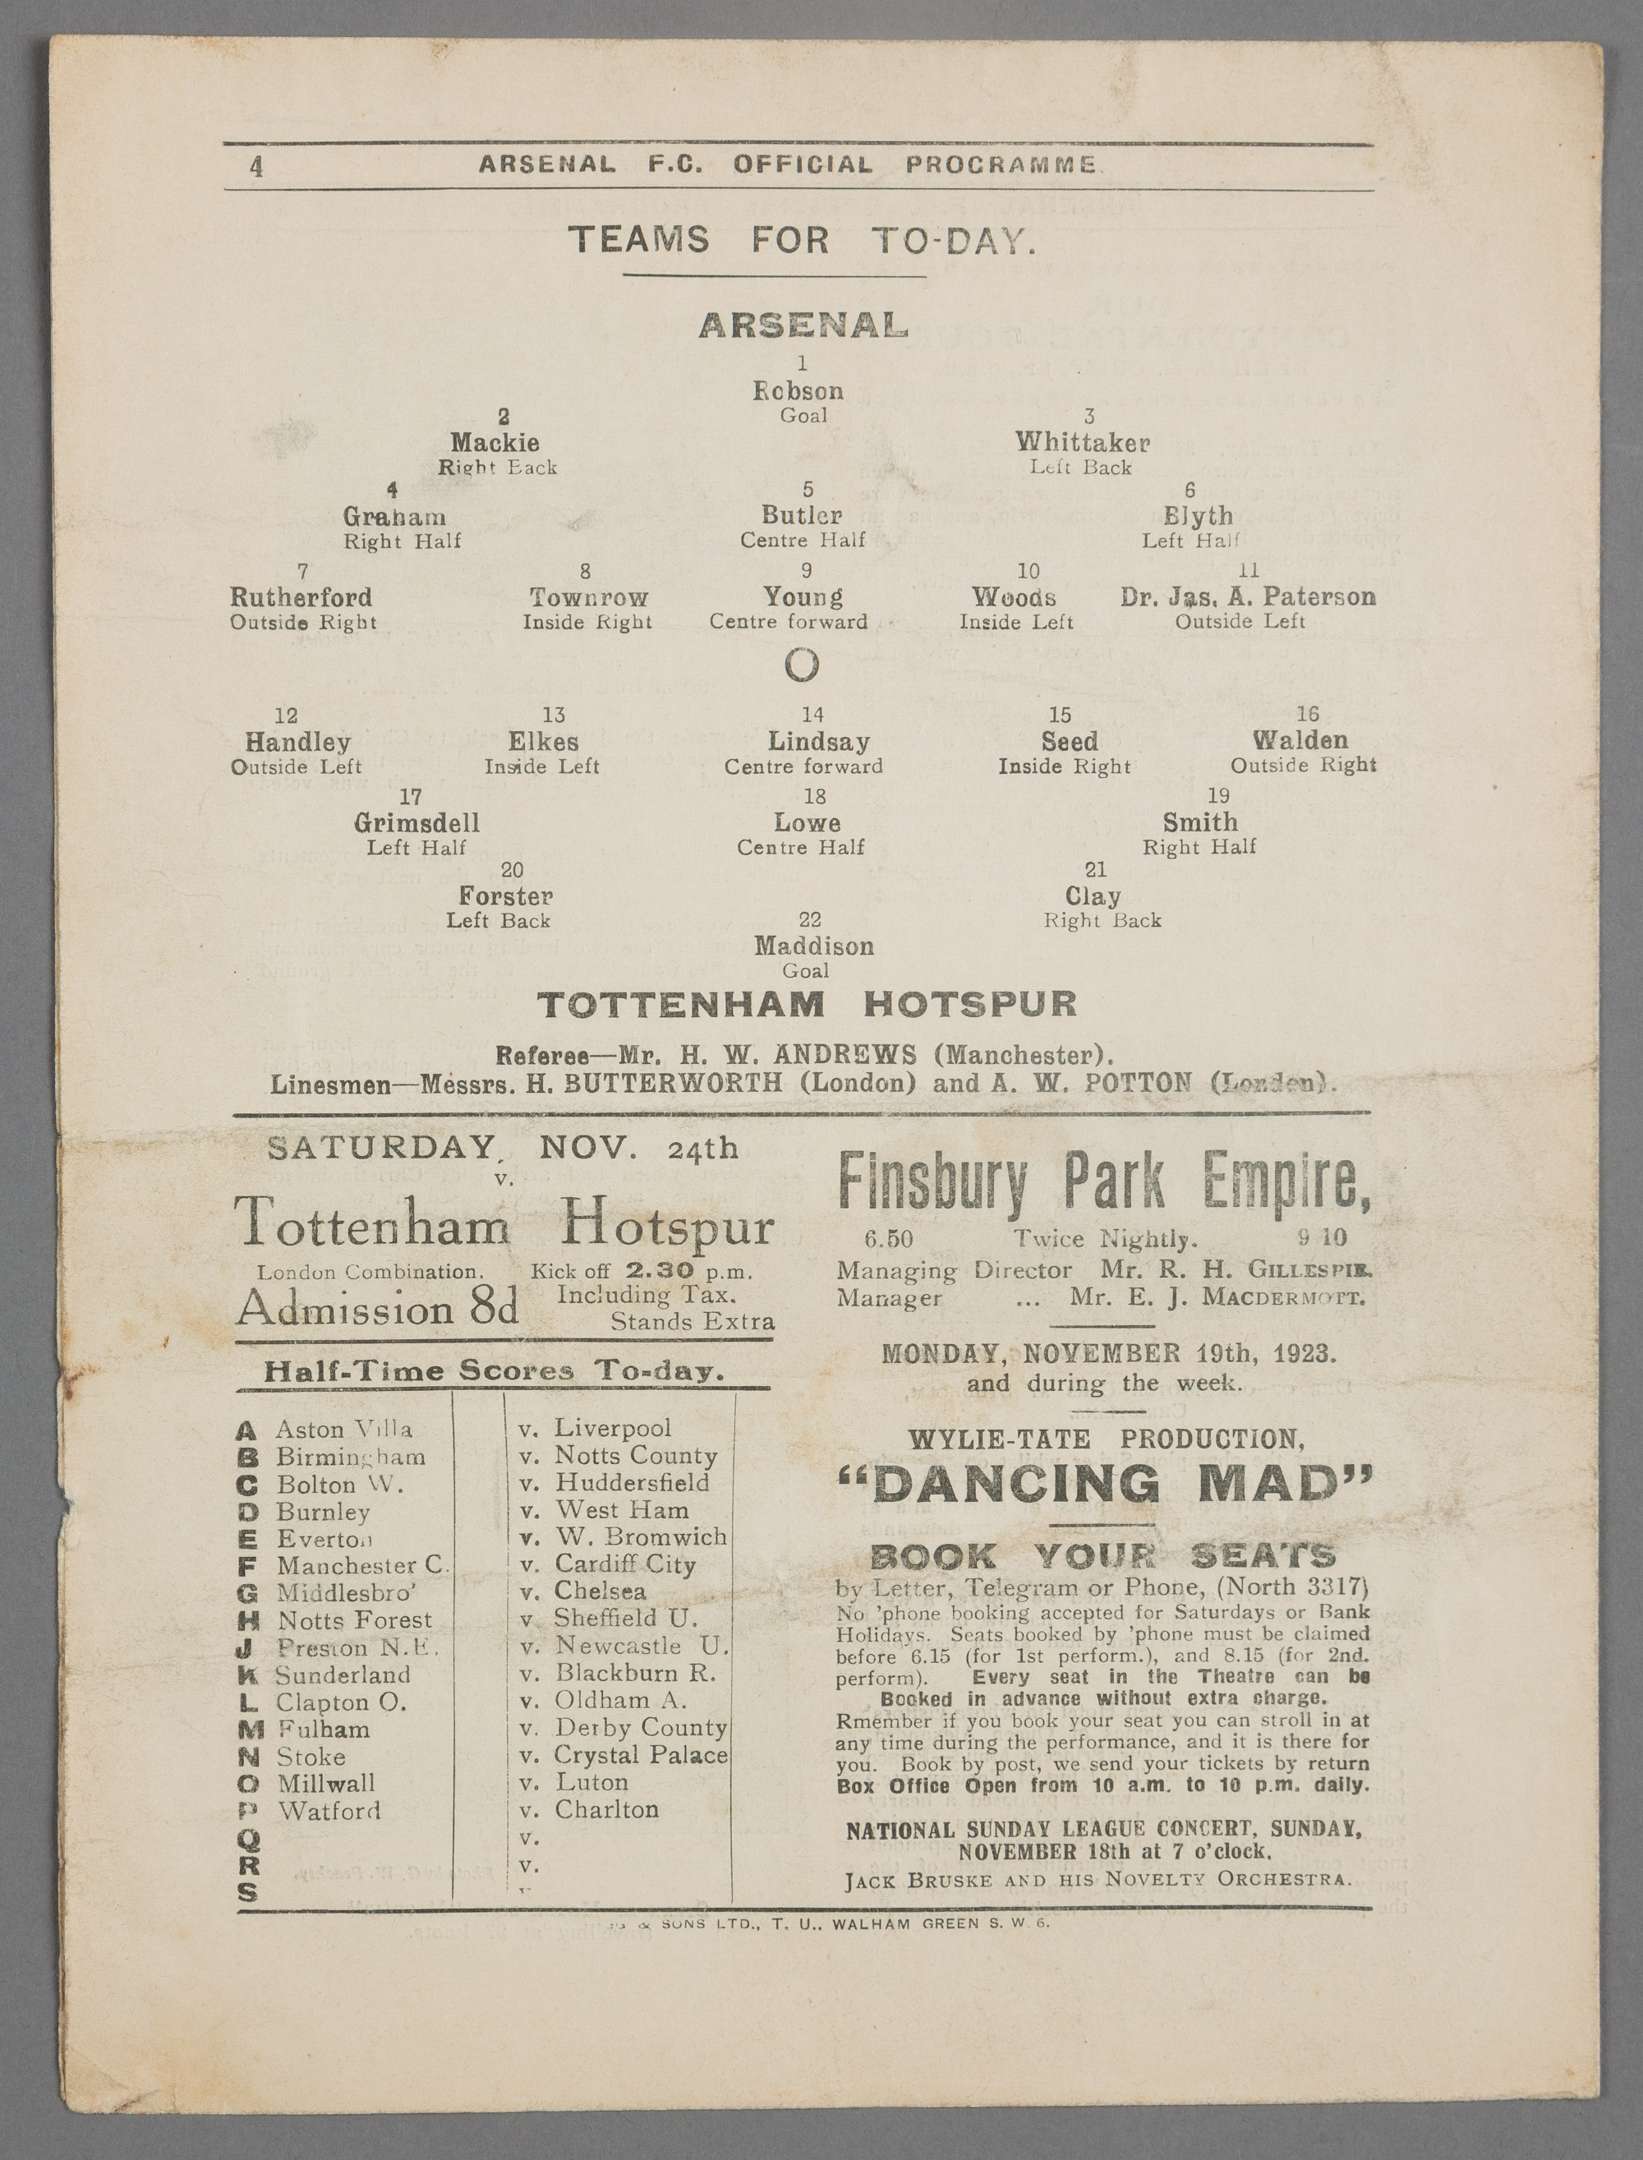 4 ARSENAL F.C. OFFICIAL PROGRAMME.
TEAMS FOR TO-DAY.
ARSENAL
1
Robson
Goal
2 3
Mackie Whittaker
Right Back Left Back
4 5 6
Graham Butler Blyth
Right Half Centre Half Left Half
7 8 9 10 11
Rutherford Townrow Young Woods Dr. Jas. A. Paterson
Outside Right Inside Right Centre forward Inside Left Outside Left
O
12 13 14 15 16
Handley Elkes Lindsay Seed Walden
Outside Left Inside Left Centre forward Inside Right Outside Right
17 18 19
Grimsdell Lowe Smith
Left Half Centre Half Right Half
20 21
Forster Clay
Left Back Right Back
22
Maddison
Goal
TOTTENHAM HOTSPUR
Referee—Mr. H. W. ANDREWS (Manchester).
Linesmen—Messrs. H. BUTTERWORTH (London) and A. W. POTTON (London).
SATURDAY, NOV. 24th
v.
Tottenham Hotspur
London Combination. Kick off 2.30 p.m.
Admission 8d Including Tax.
Stands Extra
Half-Time Scores To-day.
A Aston Villa v. Liverpool
B Birmingham v. Notts County
C Bolton W. v. Huddersfield
D Burnley v. West Ham
E Everton v. W. Bromwich
F Manchester C. v. Cardiff City
G Middlesbro' v. Chelsea
H Notts Forest v. Sheffield U.
J Preston N.E. v. Newcastle U.
K Sunderland v. Blackburn R.
L Clapton O. v. Oldham A.
M Fulham v. Derby County
N Stoke v. Crystal Palace
O Millwall v. Luton
P Watford v. Charlton
Q v.
R v.
S
Finsbury Park Empire,
6.50 Twice Nightly. 9 10
Managing Director Mr. R. H. GILLESPIE.
Manager ... Mr. E. J. MACDERMOTT.
MONDAY, NOVEMBER 19th, 1923.
and during the week.
WYLIE-TATE PRODUCTION,
“DANCING MAD”
BOOK YOUR SEATS
by Letter, Telegram or Phone, (North 3317)
No 'phone booking accepted for Saturdays or Bank
Holidays. Seats booked by 'phone must be claimed
before 6.15 (for 1st perform.), and 8.15 (for 2nd.
perform). Every seat in the Theatre can be
Booked in advance without extra charge.
Rmember if you book your seat you can stroll in at
any time during the performance, and it is there for
you. Book by post, we send your tickets by return
Box Office Open from 10 a.m. to 10 p.m. daily.
NATIONAL SUNDAY LEAGUE CONCERT, SUNDAY,
NOVEMBER 18th at 7 o'clock.
JACK BRUSKE AND HIS NOVELTY ORCHESTRA.
& SONS LTD., T. U., WALHAM GREEN S. W. 6.